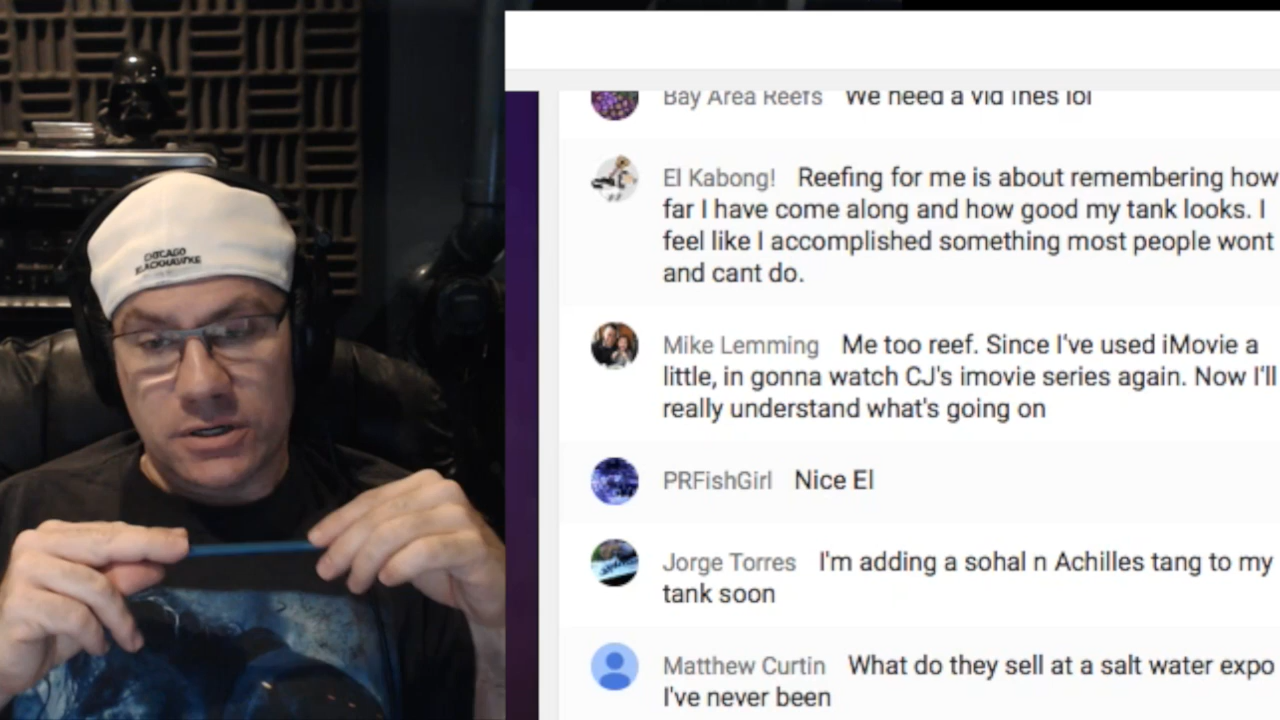 CHICAGO
BLACKHAWKS
Bay Area Reefs We need a vid Ines lol
El Kabong! Reefing for me is about remembering how
far I have come along and how good my tank looks. I
feel like I accomplished something most people wont
and cant do.
Mike Lemming Me too reef. Since I've used iMovie a
little, in gonna watch CJ's imovie series again. Now I'll
really understand what's going on
PRFishGirl Nice El
Jorge Torres I'm adding a sohal n Achilles tang to my
tank soon
Matthew Curtin What do they sell at a salt water expo
I've never been